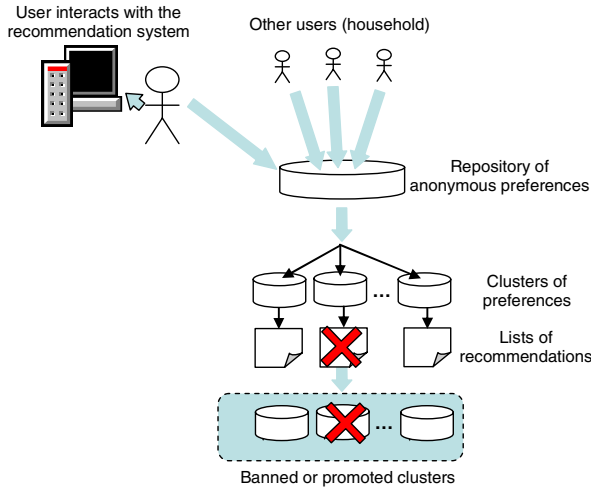 User interacts with the
recommendation system
Other users (household)
Repository of
anonymous preferences
Clusters of
preferences
...
Lists of
recommendations
...
Banned or promoted clusters